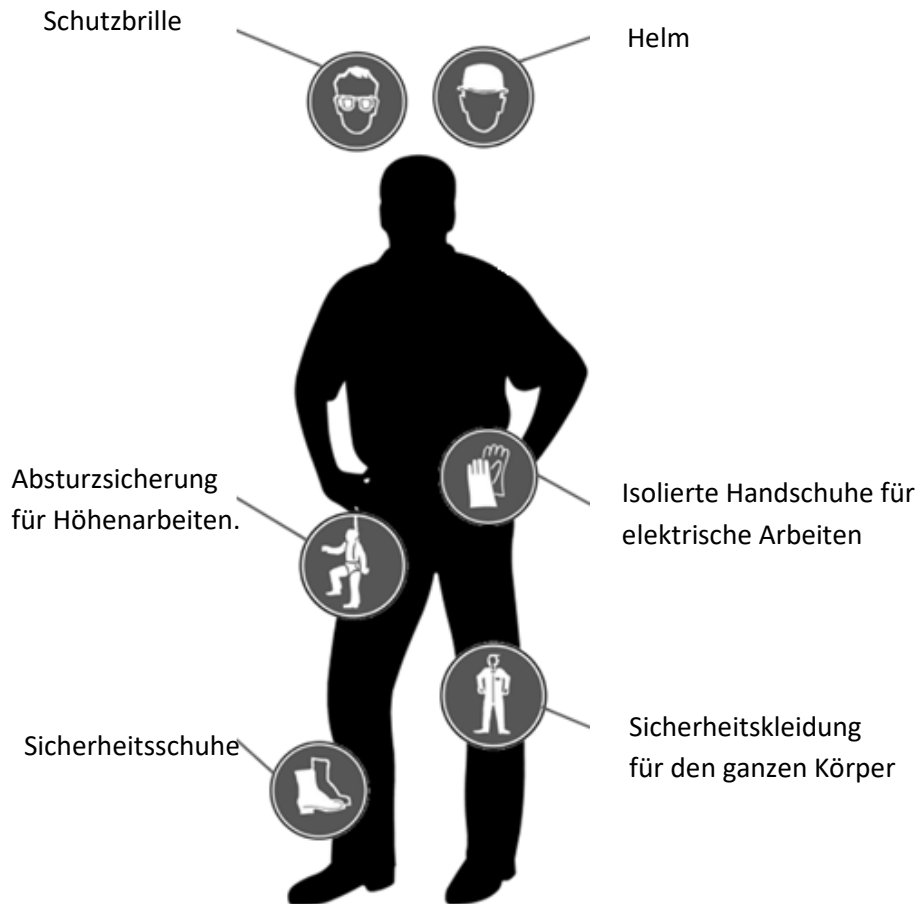 Schutzbrille
Helm
Absturzsicherung
für Höhenarbeiten.
Isolierte Handschuhe für
elektrische Arbeiten
Sicherheitsschuhe
Sicherheitskleidung
für den ganzen Körper